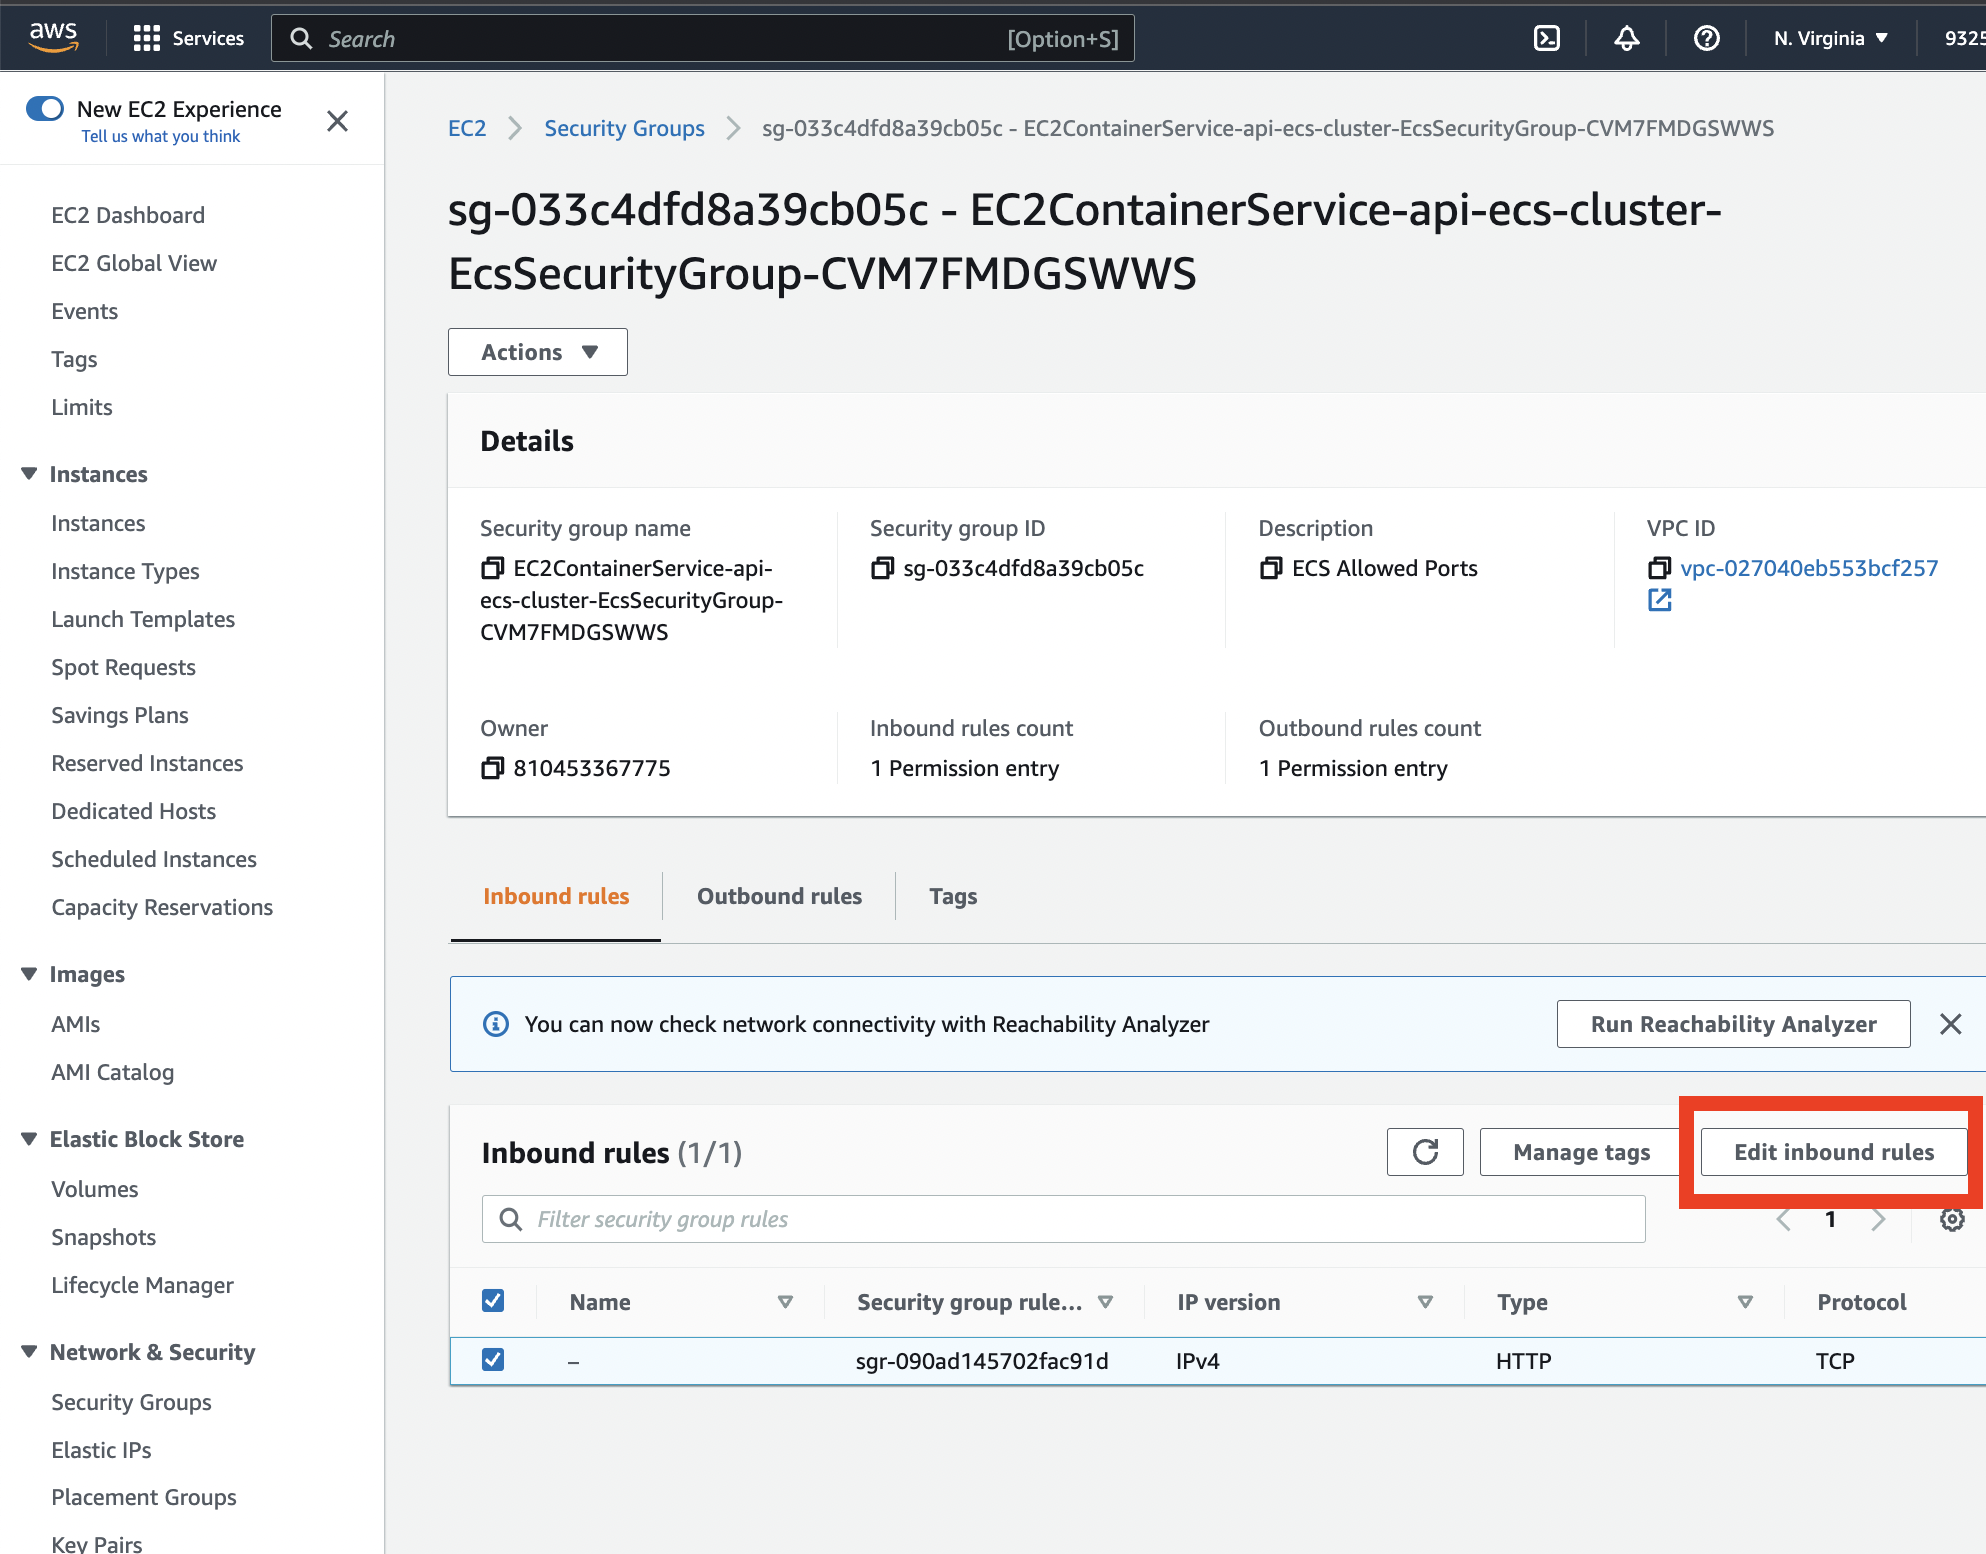 aws Services Search [Option+S] N. Virginia 9325
New EC2 Experience
Tell us what you think
EC2 Dashboard
EC2 Global View
Events
Tags
Limits
Instances
Instances
Instance Types
Launch Templates
Spot Requests
Savings Plans
Reserved Instances
Dedicated Hosts
Scheduled Instances
Capacity Reservations
Images
AMIs
AMI Catalog
Elastic Block Store
Volumes
Snapshots
Lifecycle Manager
Network & Security
Security Groups
Elastic IPs
Placement Groups
Key Pairs
EC2 Security Groups sg-033c4dfd8a39cb05c - EC2ContainerService-api-ecs-cluster-EcsSecurityGroup-CVM7FMDGSWWS
sg-033c4dfd8a39cb05c - EC2ContainerService-api-ecs-cluster-
EcsSecurityGroup-CVM7FMDGSWWS
Actions
Details
Security group name
EC2ContainerService-api-
ecs-cluster-EcsSecurityGroup-
CVM7FMDGSWWS
Security group ID
sg-033c4dfd8a39cb05c
Description
ECS Allowed Ports
VPC ID
vpc-027040eb553bcf257
Owner
810453367775
Inbound rules count
1 Permission entry
Outbound rules count
1 Permission entry
Inbound rules Outbound rules Tags
You can now check network connectivity with Reachability Analyzer Run Reachability Analyzer
Inbound rules (1/1) Manage tags Edit inbound rules
Filter security group rules 1
Name Security group rule... IP version Type Protocol
– sgr-090ad145702fac91d IPv4 HTTP TCP